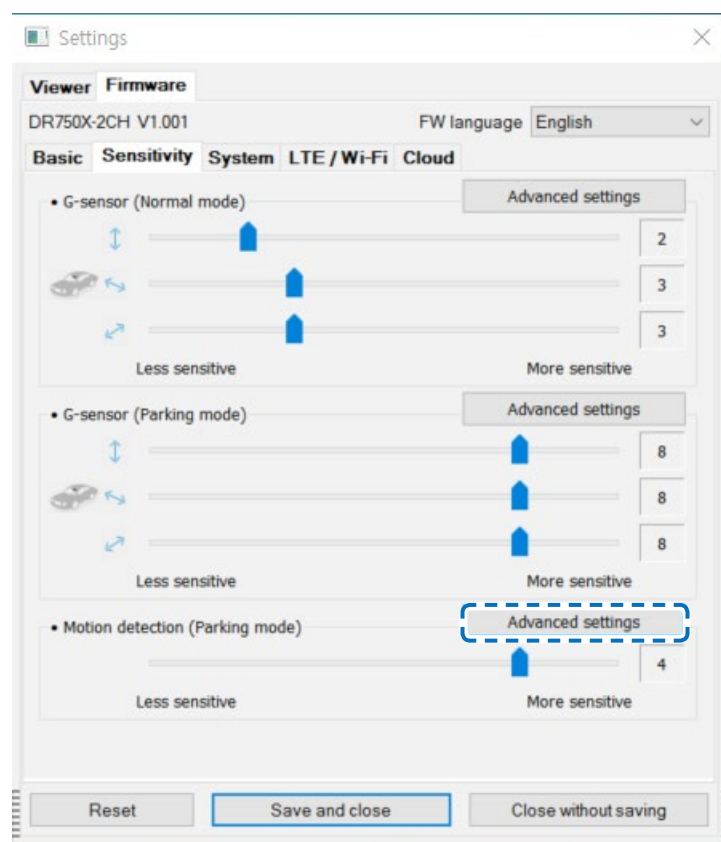 Settings
Viewer Firmware
DR750X-2CH V1.001 FW language English
Basic Sensitivity System LTE / Wi-Fi Cloud
• G-sensor (Normal mode) Advanced settings
2
3
3
Less sensitive More sensitive
• G-sensor (Parking mode) Advanced settings
8
8
8
Less sensitive More sensitive
• Motion detection (Parking mode) Advanced settings
4
Less sensitive More sensitive
Reset Save and close Close without saving